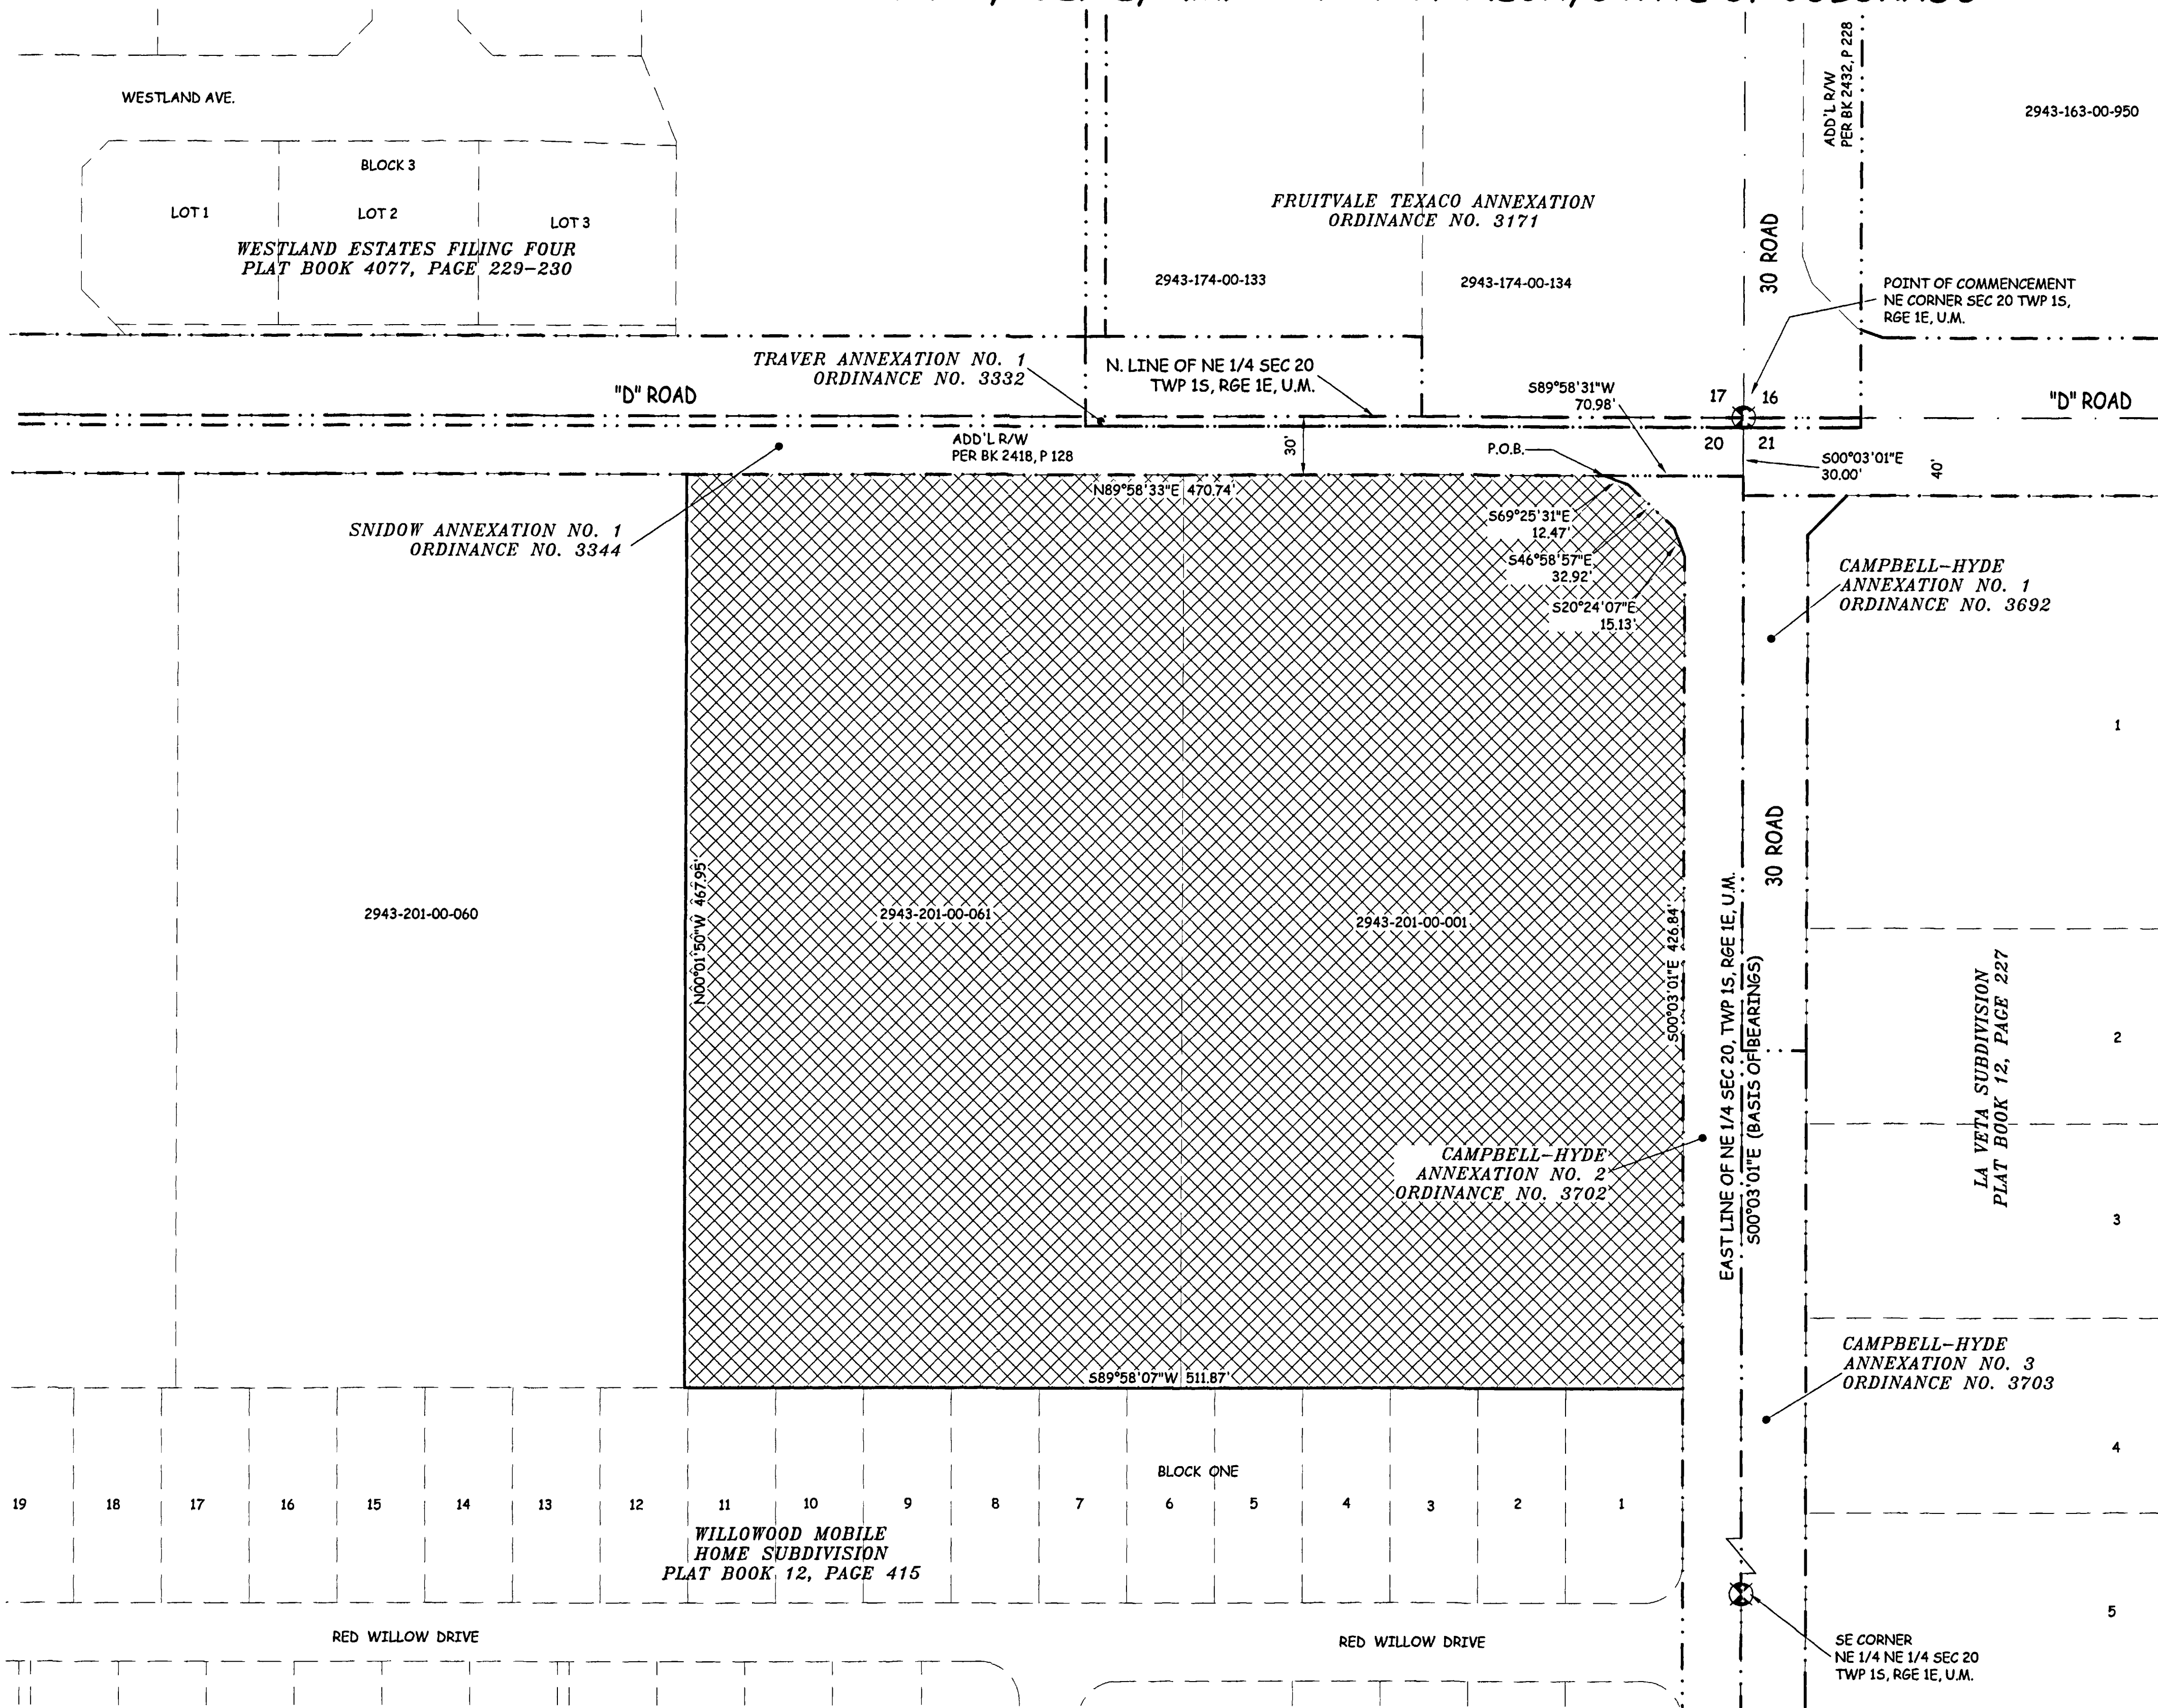 STATE OF COLORADO
WESTLAND AVE.
BLOCK 3
LOT 1
LOT 2
LOT 3
WESTLAND ESTATES FILING FOUR
PLAT BOOK 4077, PAGE 229-230
FRUITVALE TEXACO ANNEXATION
ORDINANCE NO. 3171
2943-174-00-133
2943-174-00-134
30 ROAD
ADD'L R/W
PER BK 2432, P 228
2943-163-00-950
POINT OF COMMENCEMENT
NE CORNER SEC 20 TWP 1S,
RGE 1E, U.M.
TRAVER ANNEXATION NO. 1
ORDINANCE NO. 3332
N. LINE OF NE 1/4 SEC 20
TWP 1S, RGE 1E, U.M.
"D" ROAD
S89°58'31"W
70.98'
17
16
20
21
"D" ROAD
ADD'L R/W
PER BK 2418, P 128
30'
P.O.B.
S00°03'01"E
30.00'
40'
N89°58'33"E 470.74'
SNIDOW ANNEXATION NO. 1
ORDINANCE NO. 3344
S69°25'31"E
12.47'
S46°58'57"E
32.92'
S20°24'07"E
15.13'
CAMPBELL-HYDE
ANNEXATION NO. 1
ORDINANCE NO. 3692
1
30 ROAD
2943-201-00-060
N00°01'50"W 467.95'
2943-201-00-061
2943-201-00-001
S00°03'01"E 426.84'
EAST LINE OF NE 1/4 SEC 20, TWP 1S, RGE 1E, U.M.
S00°03'01"E (BASIS OF BEARINGS)
LA VETA SUBDIVISION
PLAT BOOK 12, PAGE 227
2
CAMPBELL-HYDE
ANNEXATION NO. 2
ORDINANCE NO. 3702
3
CAMPBELL-HYDE
ANNEXATION NO. 3
ORDINANCE NO. 3703
S89°58'07"W 511.87'
4
BLOCK ONE
19 18 17 16 15 14 13 12 11 10 9 8 7 6 5 4 3 2 1
WILLOWOOD MOBILE
HOME SUBDIVISION
PLAT BOOK 12, PAGE 415
5
RED WILLOW DRIVE
RED WILLOW DRIVE
SE CORNER
NE 1/4 NE 1/4 SEC 20
TWP 1S, RGE 1E, U.M.